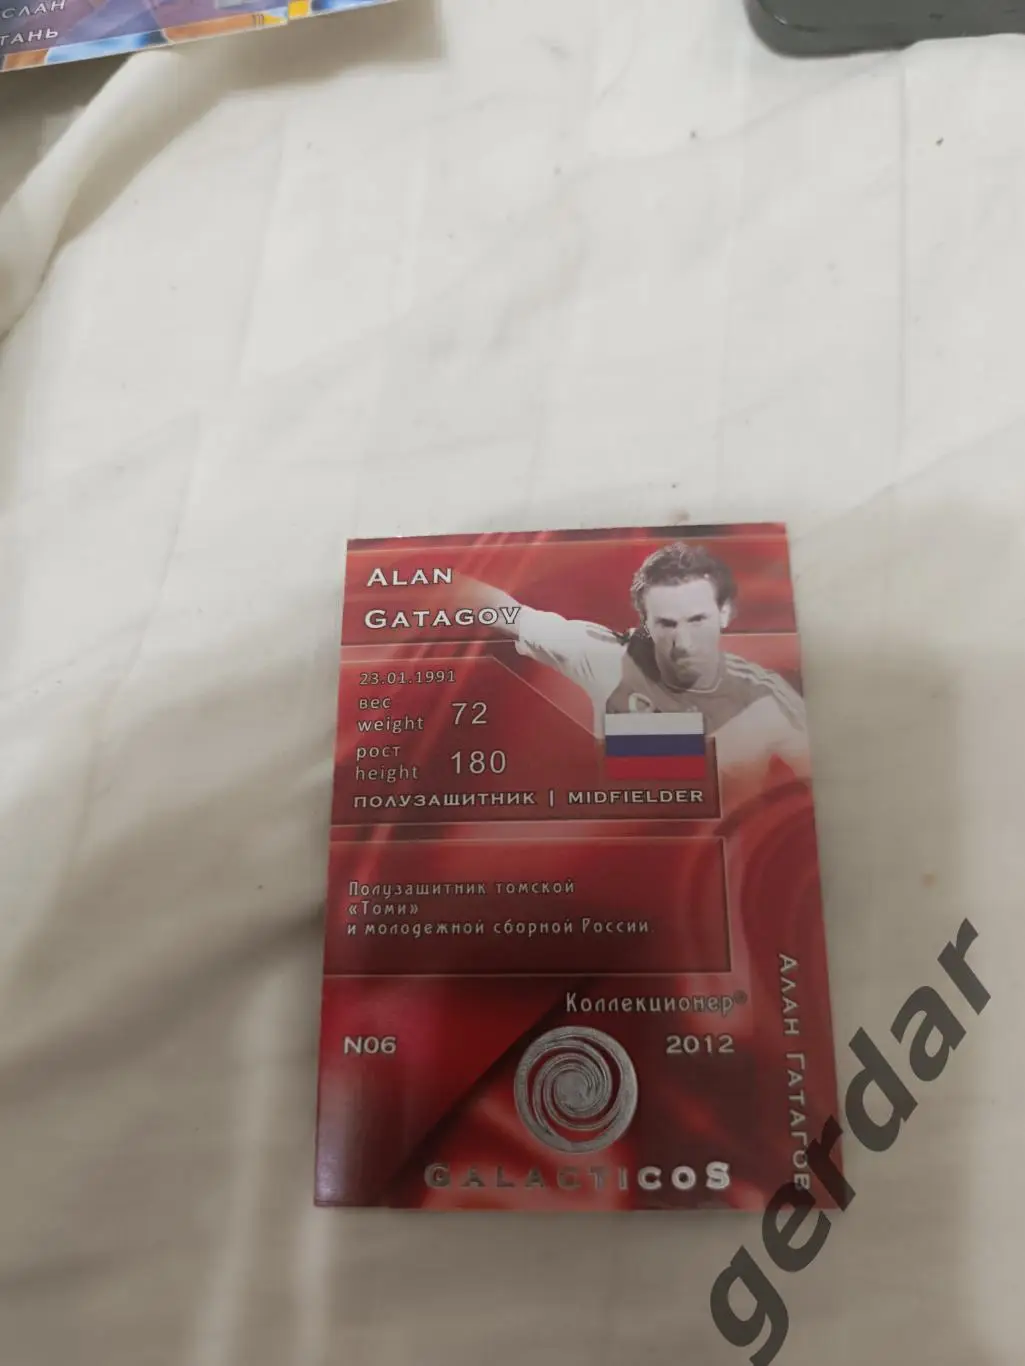 СЛАН
ТАНЬ
ALAN
GATAGOV
23.01.1991
вес
weight 72
рост
height 180
ПОЛУЗАЩИТНИК | MIDFIELDER
Полузащитник томской
«Томи»
и молодежной сборной России.
Коллекционер®
N06
2012
GALACTICOS
АЛАН ГАТАГОВ
gerdar